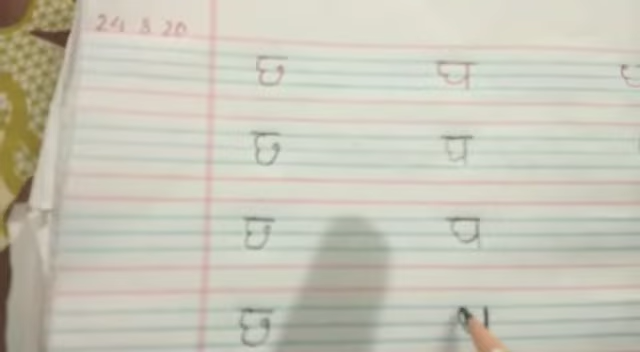 24 8 20
छ घ
छ प
छ प
छ